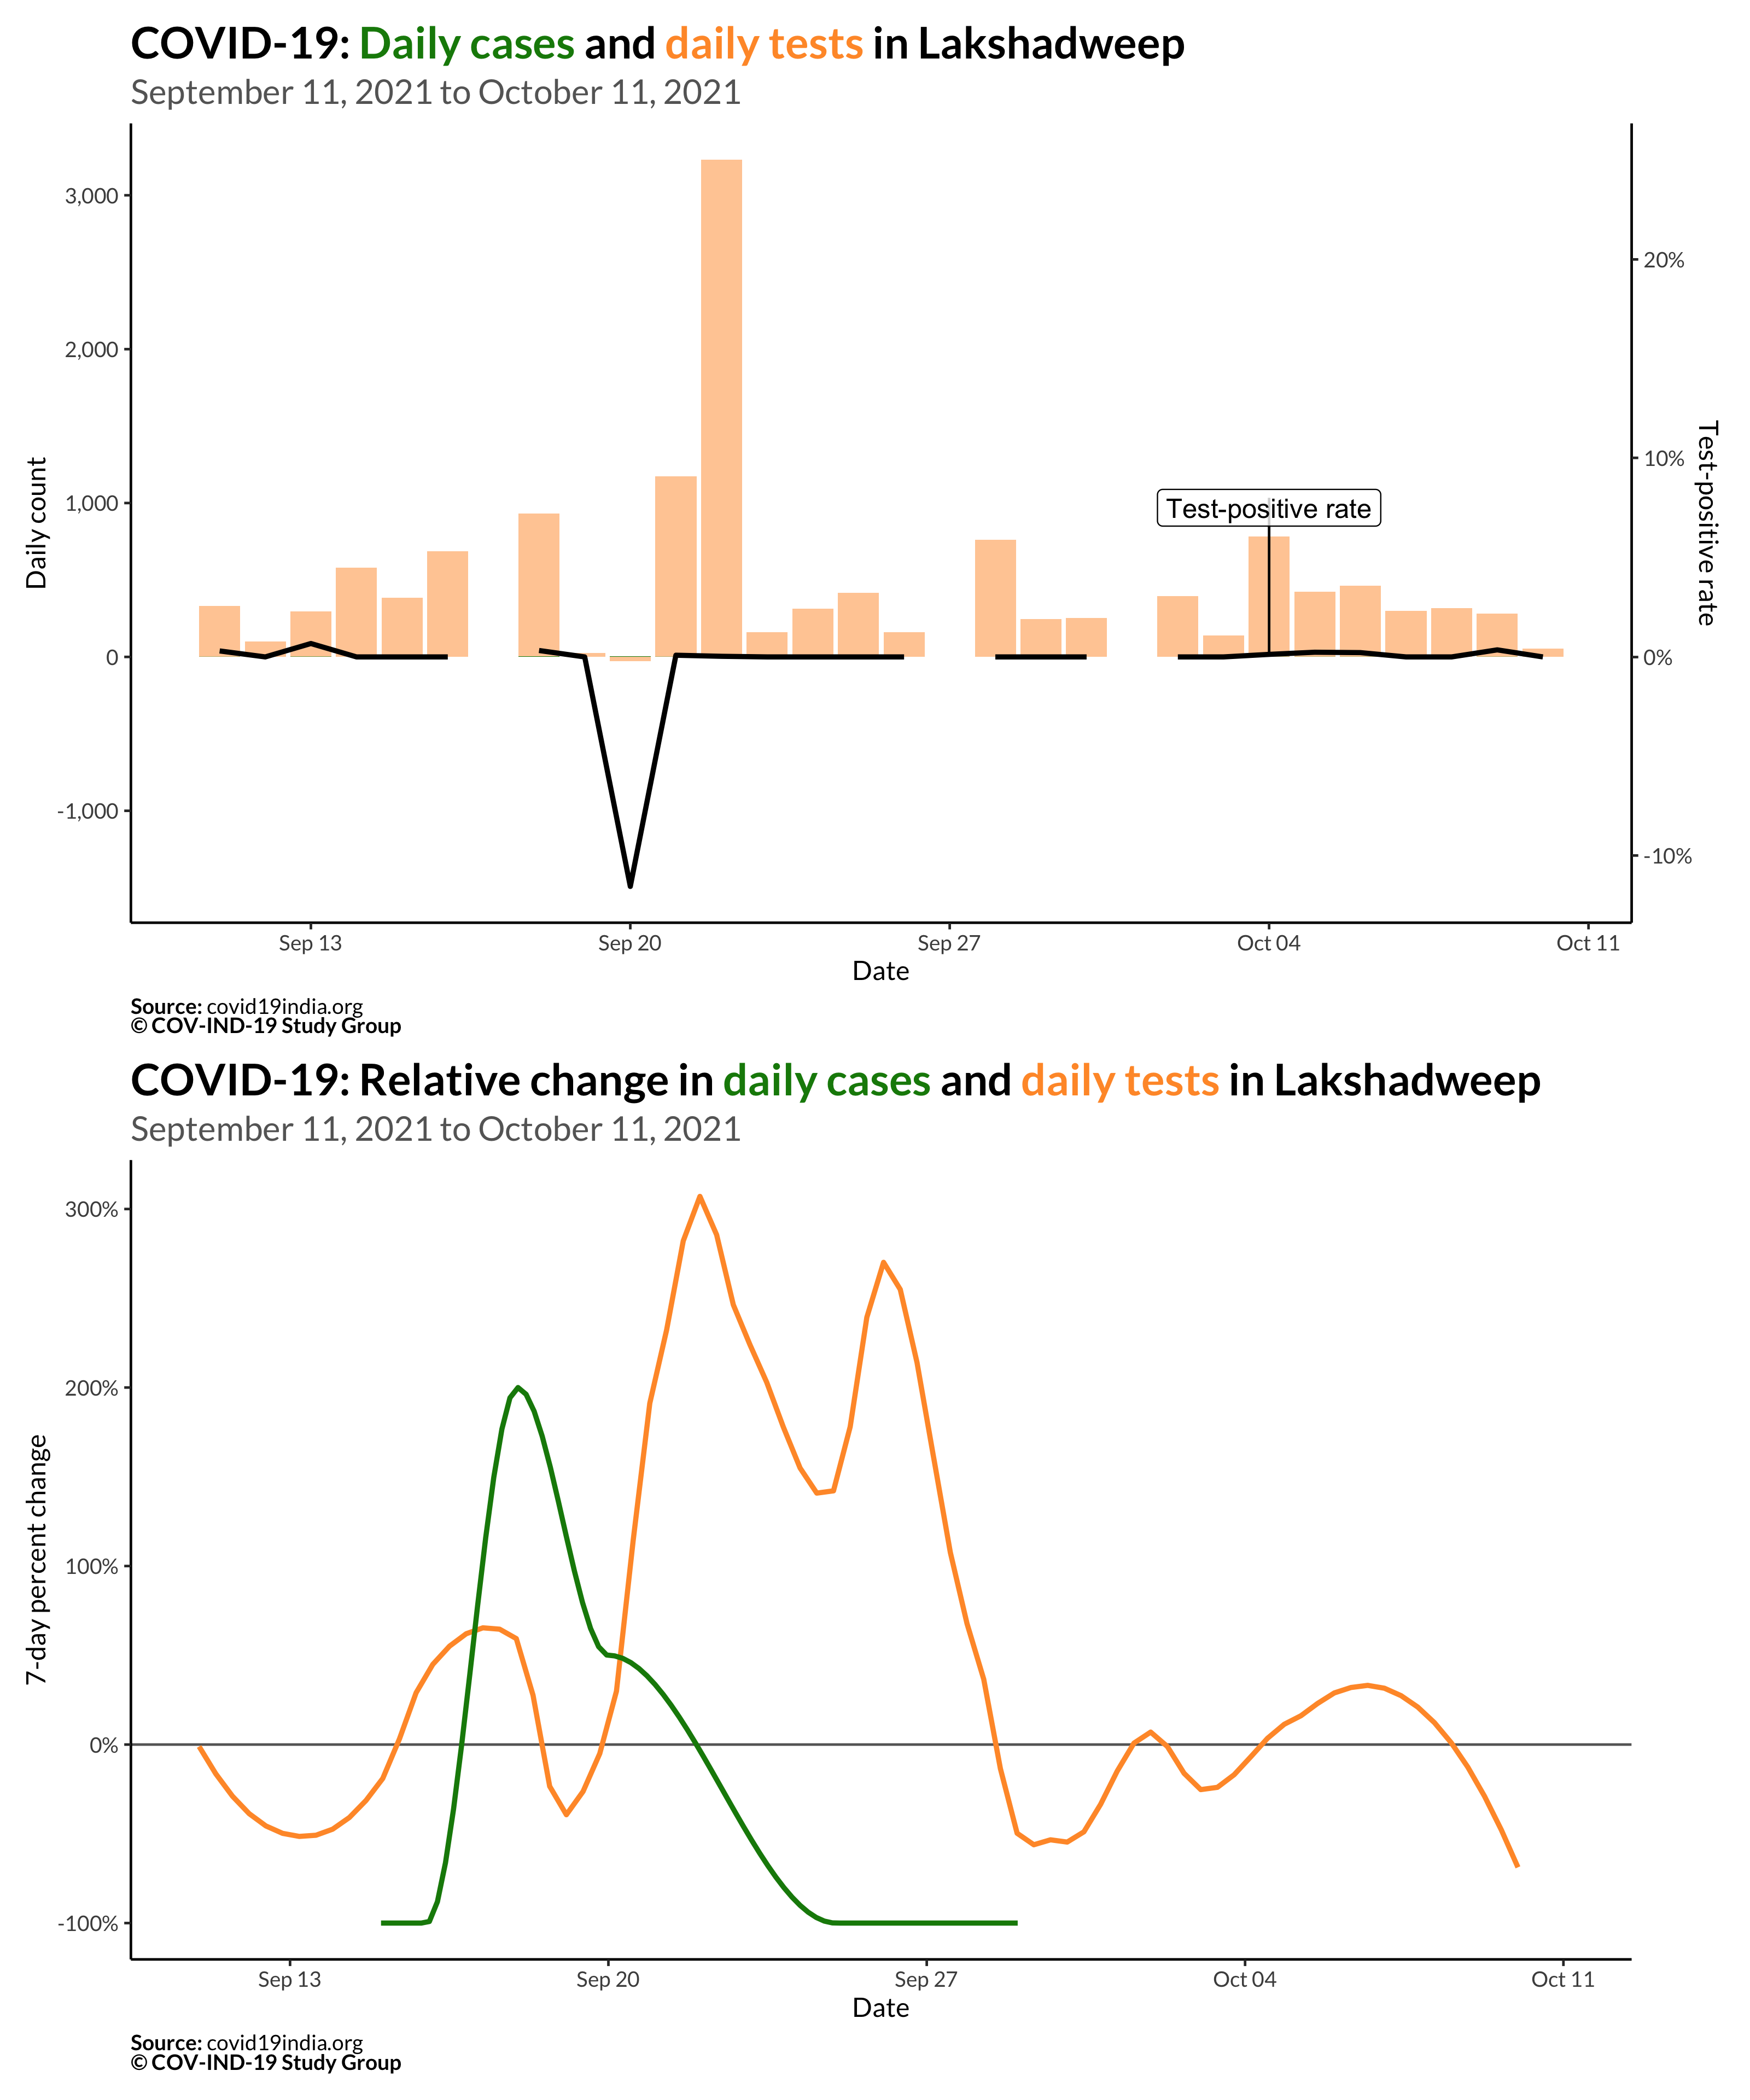 COVID-19: Daily cases and daily tests in Lakshadweep
September 11, 2021 to October 11, 2021
3,000
2,000
1,000
0
-1,000
Daily count
20%
10%
0%
-10%
Test-positive rate
Test-positive rate
Sep 13
Sep 20
Sep 27
Oct 04
Oct 11
Date
Source: covid19india.org
© COV-IND-19 Study Group
COVID-19: Relative change in daily cases and daily tests in Lakshadweep
September 11, 2021 to October 11, 2021
300%
200%
100%
0%
-100%
7-day percent change
Sep 13
Sep 20
Sep 27
Oct 04
Oct 11
Date
Source: covid19india.org
© COV-IND-19 Study Group